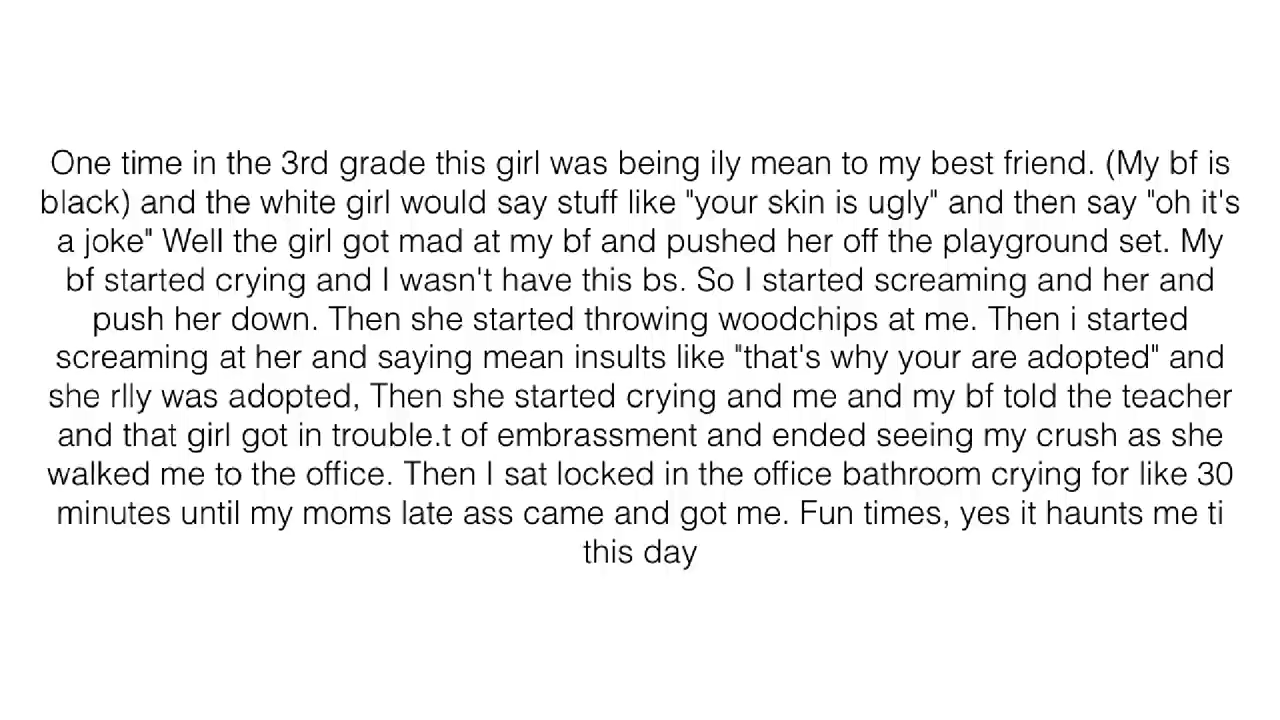 One time in the 3rd grade this girl was being ily mean to my best friend. (My bf is
black) and the white girl would say stuff like "your skin is ugly" and then say "oh it's
a joke" Well the girl got mad at my bf and pushed her off the playground set. My
bf started crying and I wasn't have this bs. So I started screaming and her and
push her down. Then she started throwing woodchips at me. Then i started
screaming at her and saying mean insults like "that's why your are adopted" and
she rlly was adopted, Then she started crying and me and my bf told the teacher
and that girl got in trouble.t of embrassment and ended seeing my crush as she
walked me to the office. Then I sat locked in the office bathroom crying for like 30
minutes until my moms late ass came and got me. Fun times, yes it haunts me ti
this day